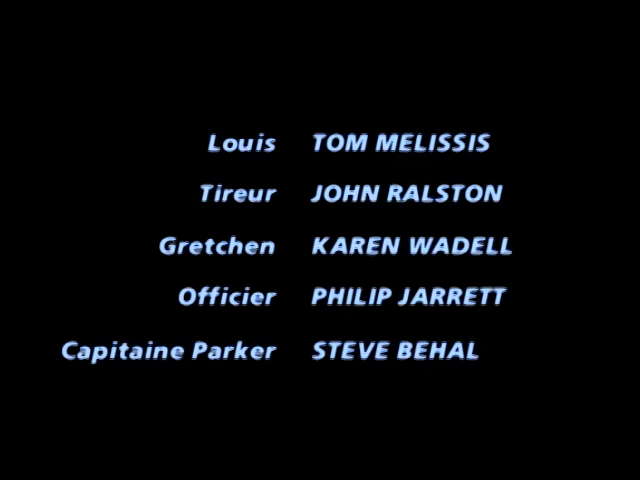 Louis TOM MELISSIS
Tireur JOHN RALSTON
Gretchen KAREN WADELL
Officier PHILIP JARRETT
Capitaine Parker STEVE BEHAL